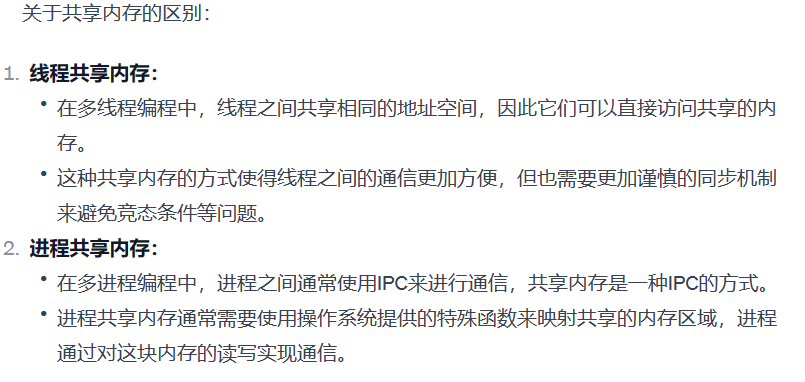 关于共享内存的区别：
1. 线程共享内存：
• 在多线程编程中，线程之间共享相同的地址空间，因此它们可以直接访问共享的内
存。
• 这种共享内存的方式使得线程之间的通信更加方便，但也需要更加谨慎的同步机制
来避免竞态条件等问题。
2. 进程共享内存：
• 在多进程编程中，进程之间通常使用IPC来进行通信，共享内存是一种IPC的方式。
• 进程共享内存通常需要使用操作系统提供的特殊函数来映射共享的内存区域，进程
通过对这块内存的读写实现通信。